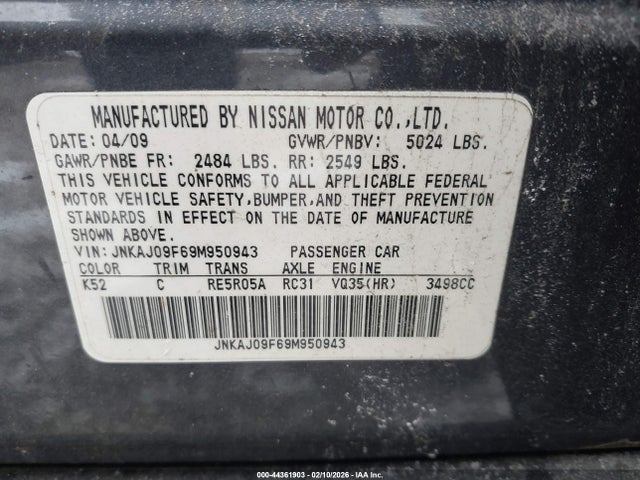 MANUFACTURED BY NISSAN MOTOR CO.,LTD.
DATE: 04/09 GVWR/PNBV: 5024 LBS.
GAWR/PNBE FR: 2484 LBS. RR: 2549 LBS.
THIS VEHICLE CONFORMS TO ALL APPLICABLE FEDERAL
MOTOR VEHICLE SAFETY,BUMPER,AND THEFT PREVENTION
STANDARDS IN EFFECT ON THE DATE OF MANUFACTURE
SHOWN ABOVE.
VIN: JNKAJ09F69M950943 PASSENGER CAR
COLOR TRIM TRANS AXLE ENGINE
K52 C RE5R05A RC31 VQ35(HR) 3498CC
JNKAJ09F69M950943
000-44361903 - 02/10/2026 - IAA Inc.